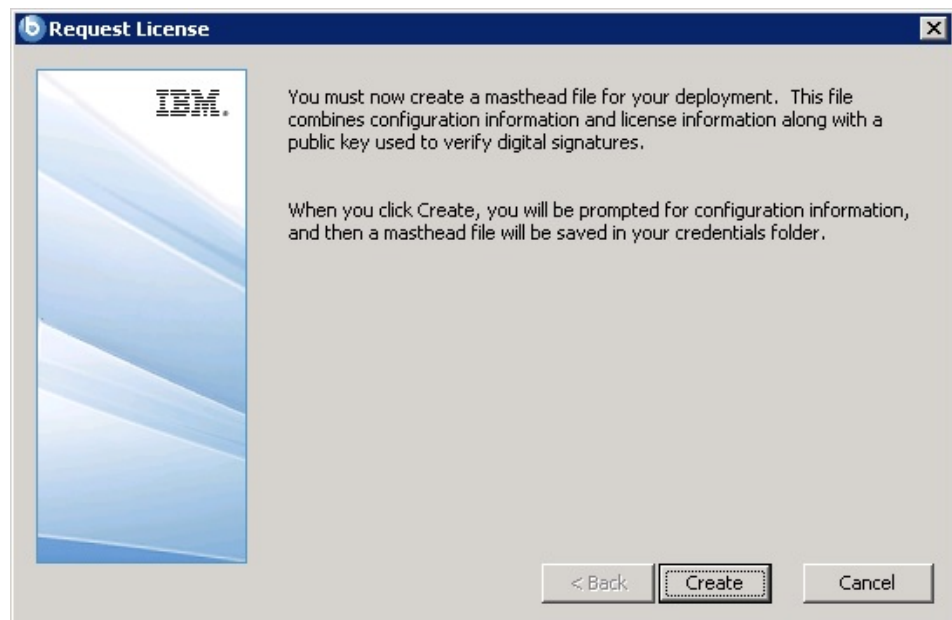 Request License
IBM.
You must now create a masthead file for your deployment. This file
combines configuration information and license information along with a
public key used to verify digital signatures.
When you click Create, you will be prompted for configuration information,
and then a masthead file will be saved in your credentials folder.
< Back
Create
Cancel